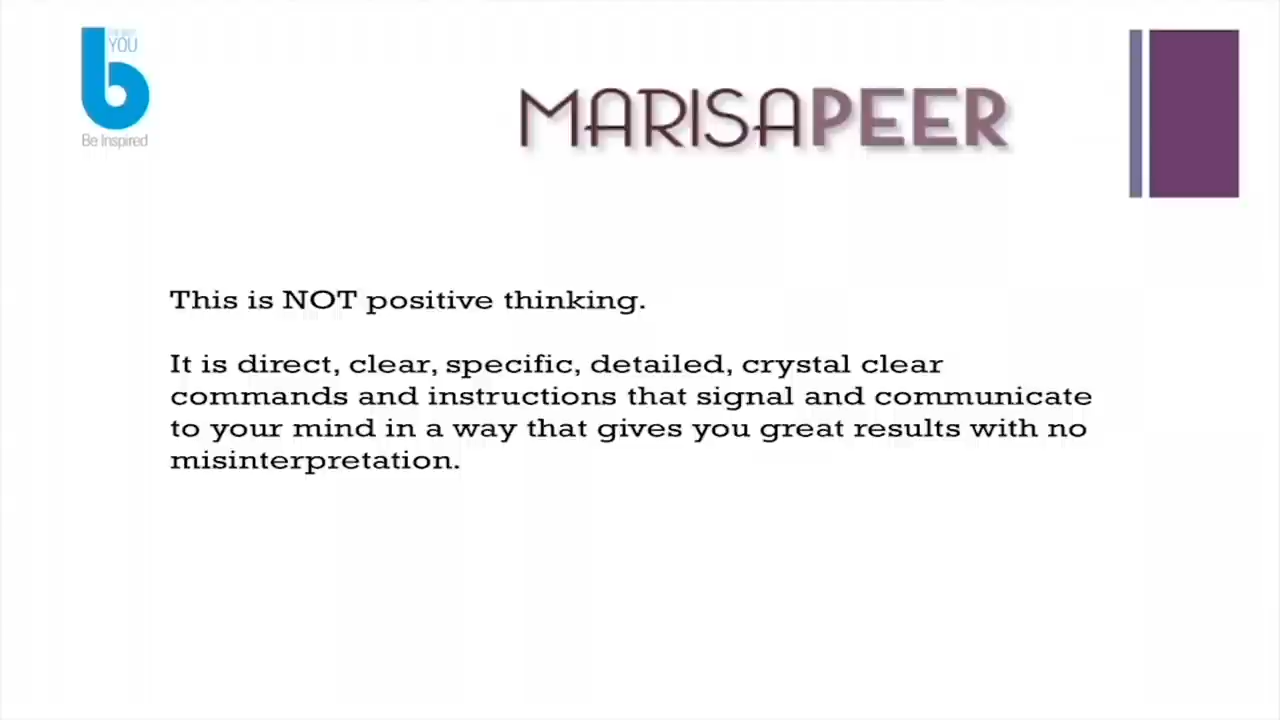 YOU
Be Inspired
MARISAPEER
This is NOT positive thinking.
It is direct, clear, specific, detailed, crystal clear
commands and instructions that signal and communicate
to your mind in a way that gives you great results with no
misinterpretation.